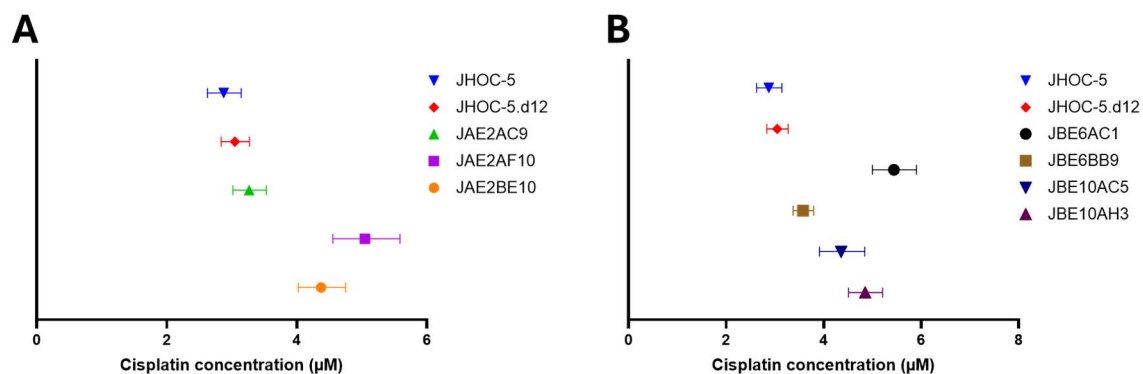 A
JHOC-5
JHOC-5.d12
JAE2AC9
JAE2AF10
JAE2BE10
0 2 4 6
Cisplatin concentration (µM)
B
JHOC-5
JHOC-5.d12
JBE6AC1
JBE6BB9
JBE10AC5
JBE10AH3
0 2 4 6 8
Cisplatin concentration (µM)